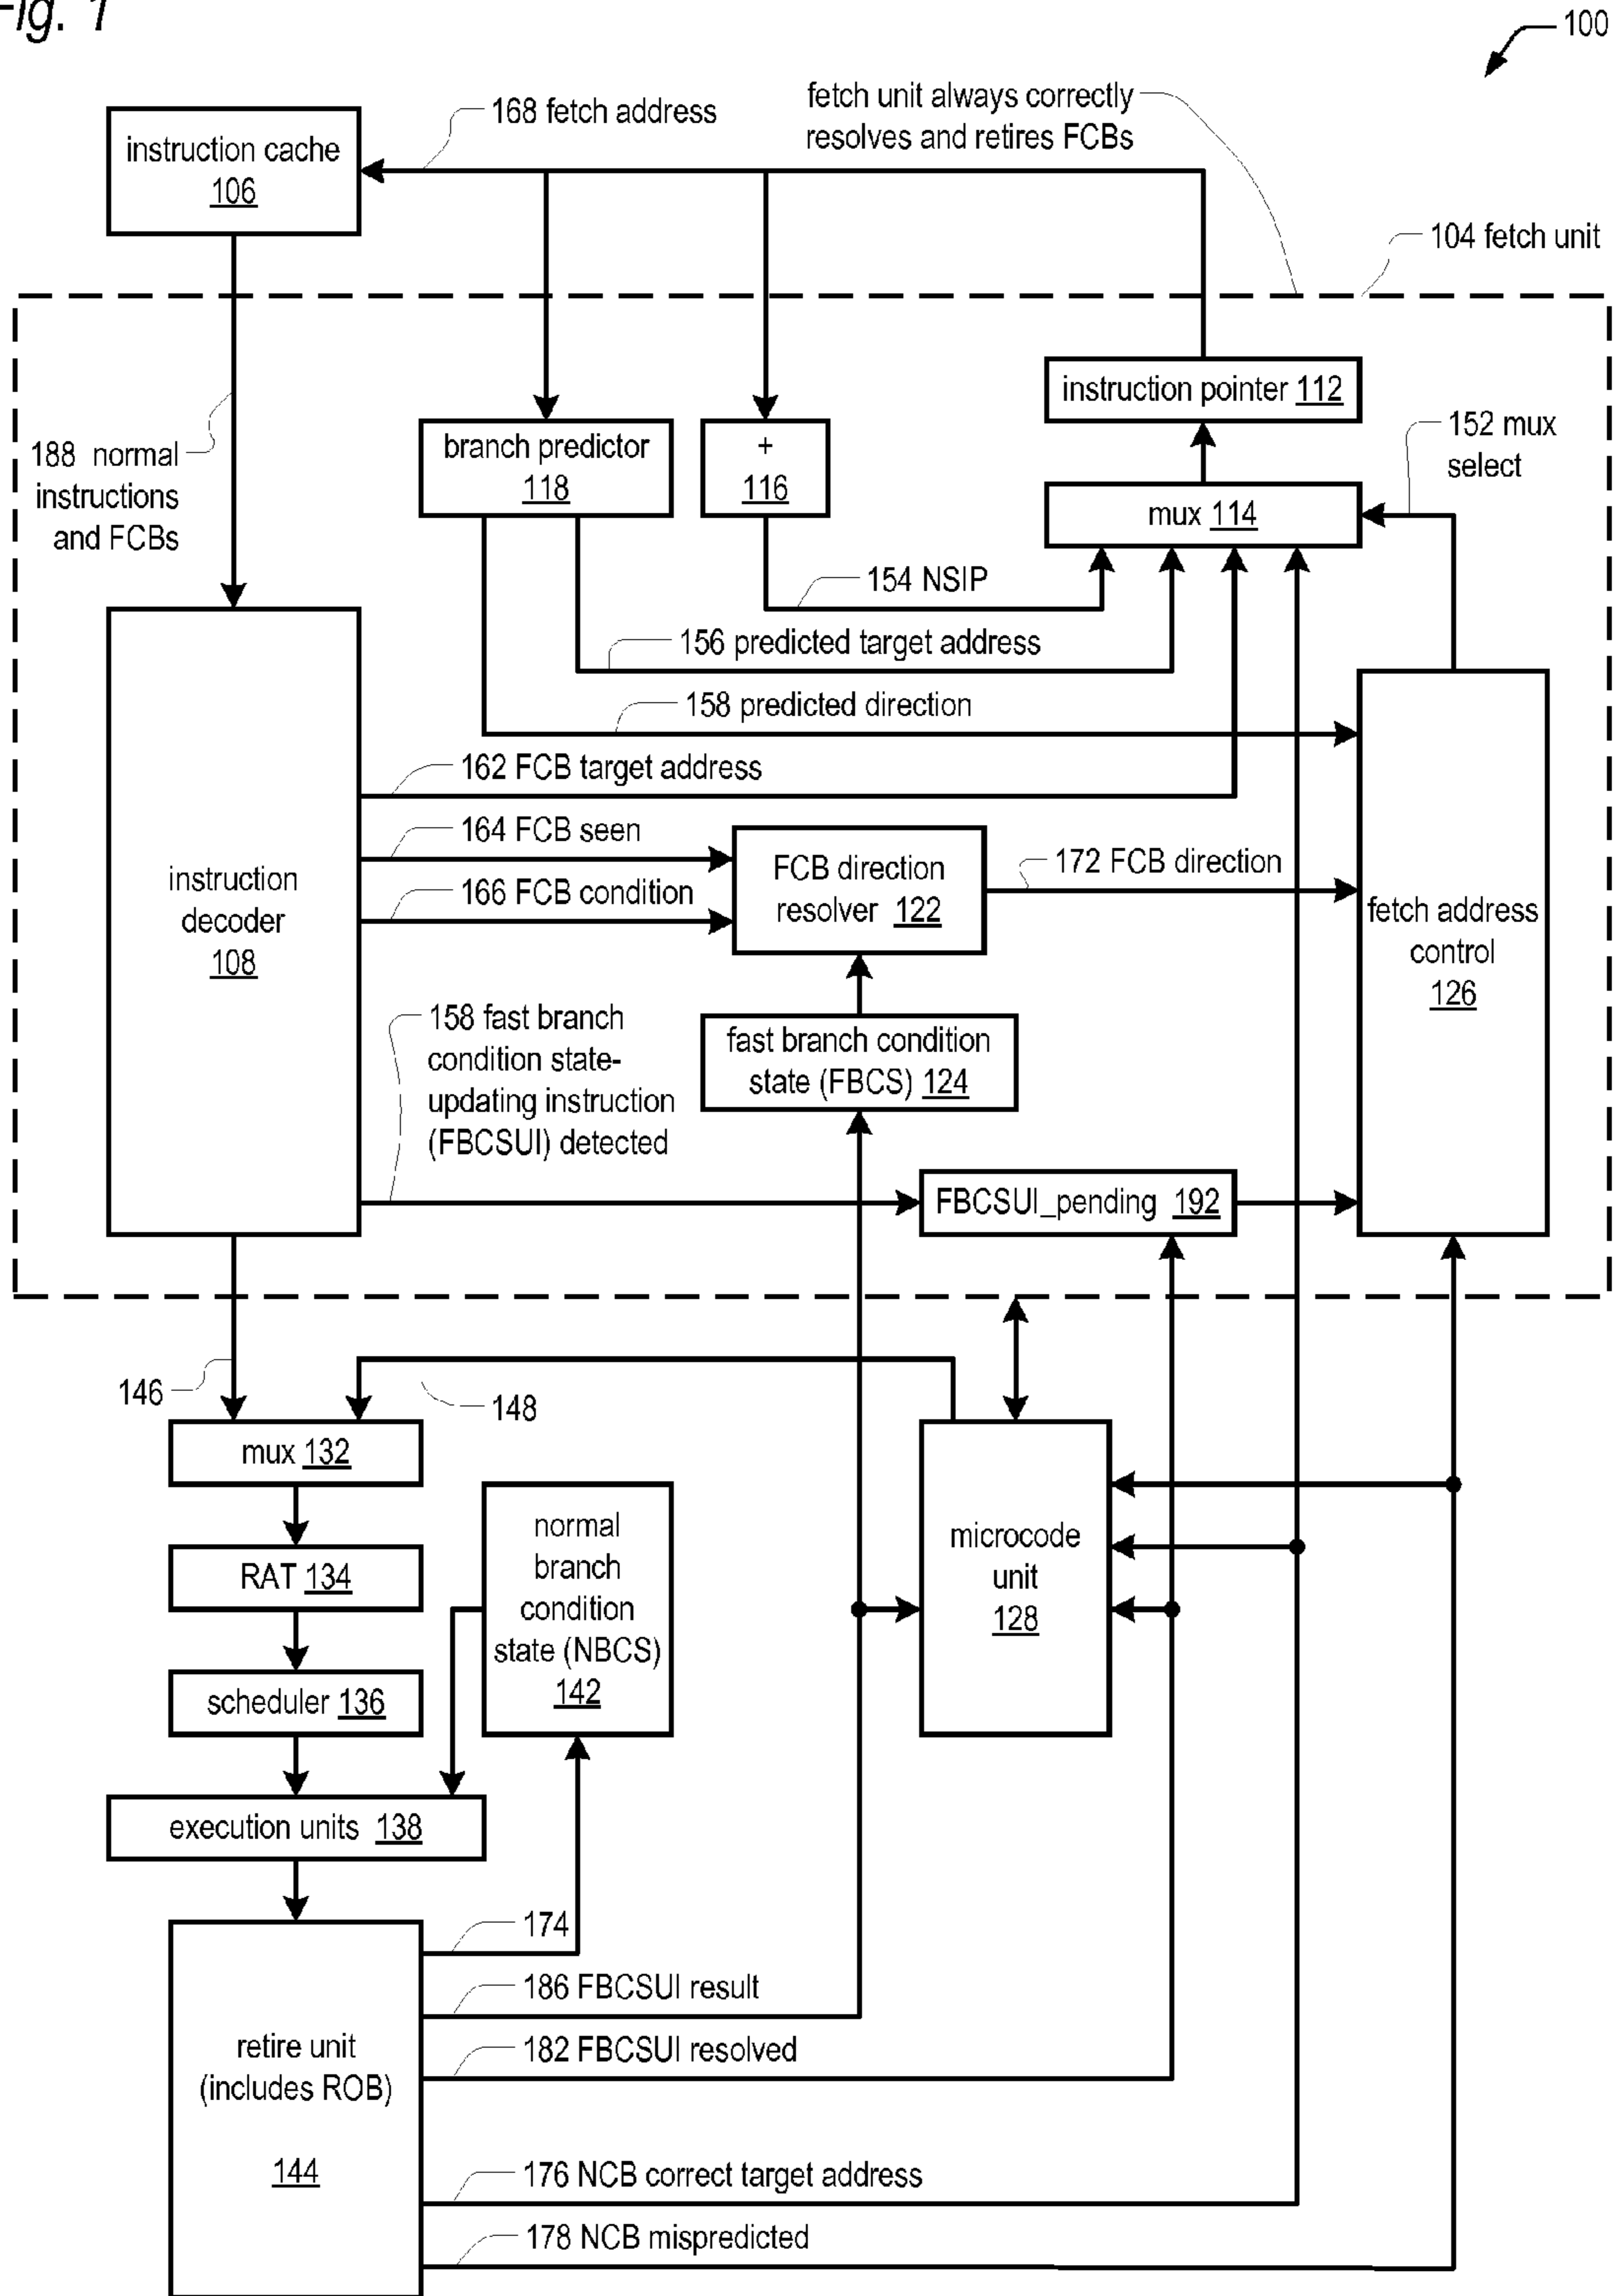 Fig. 1
100
168 fetch address
fetch unit always correctly
resolves and retires FCBs
instruction cache
106
104 fetch unit
188 normal
instructions
and FCBs
branch predictor
118
+
116
instruction pointer 112
152 mux
select
mux 114
154 NSIP
156 predicted target address
158 predicted direction
162 FCB target address
164 FCB seen
166 FCB condition
FCB direction
resolver 122
172 FCB direction
instruction
decoder
108
fetch address
control
126
158 fast branch
condition state-
updating instruction
(FBCSUI) detected
fast branch condition
state (FBCS) 124
FBCSUI_pending 192
146
148
mux 132
RAT 134
scheduler 136
execution units 138
normal
branch
condition
state (NBCS)
142
microcode
unit
128
174
186 FBCSUI result
182 FBCSUI resolved
retire unit
(includes ROB)
144
176 NCB correct target address
178 NCB mispredicted